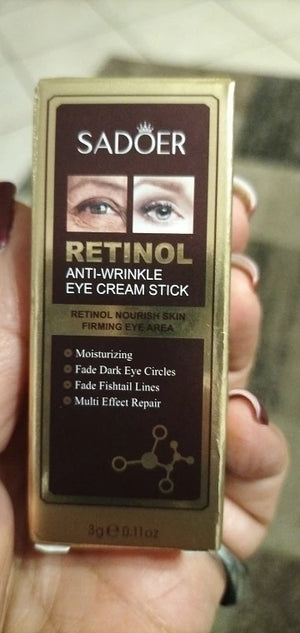 SADOER
RETINOL
ANTI-WRINKLE
EYE CREAM STICK
RETINOL NOURISH SKIN
FIRMING EYE AREA
Moisturizing
Fade Dark Eye Circles
Fade Fishtail Lines
Multi Effect Repair
3g ℮ 0.11oz